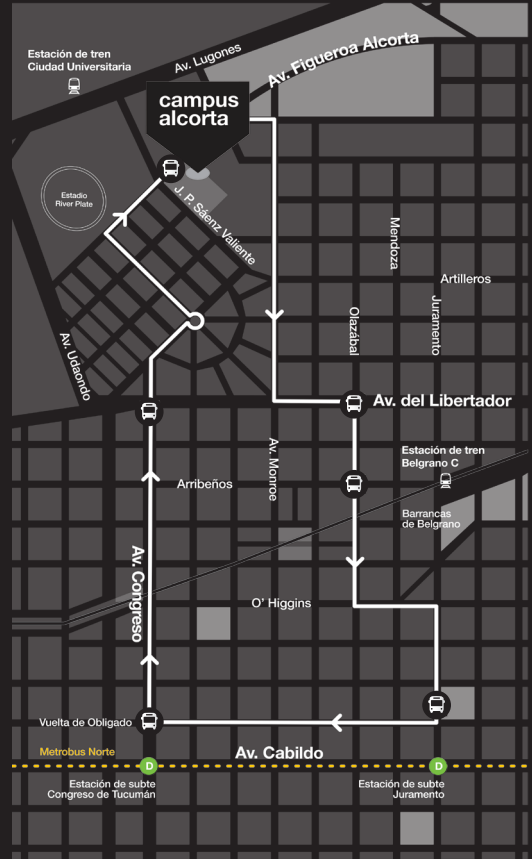 Estación de tren
Ciudad Universitaria
Av. Lugones
Av. Figueroa Alcorta
campus
alcorta
Estadio
River Plate
J. P. Sáenz Valiente
Mendoza
Artilleros
Juramento
Olazábal
Av. Udaondo
Av. del Libertador
Av. Monroe
Estación de tren
Belgrano C
Arribeños
Barrancas
de Belgrano
Av. Congreso
O' Higgins
Vuelta de Obligado
Metrobus Norte
Av. Cabildo
D
D
Estación de subte
Congreso de Tucumán
Estación de subte
Juramento